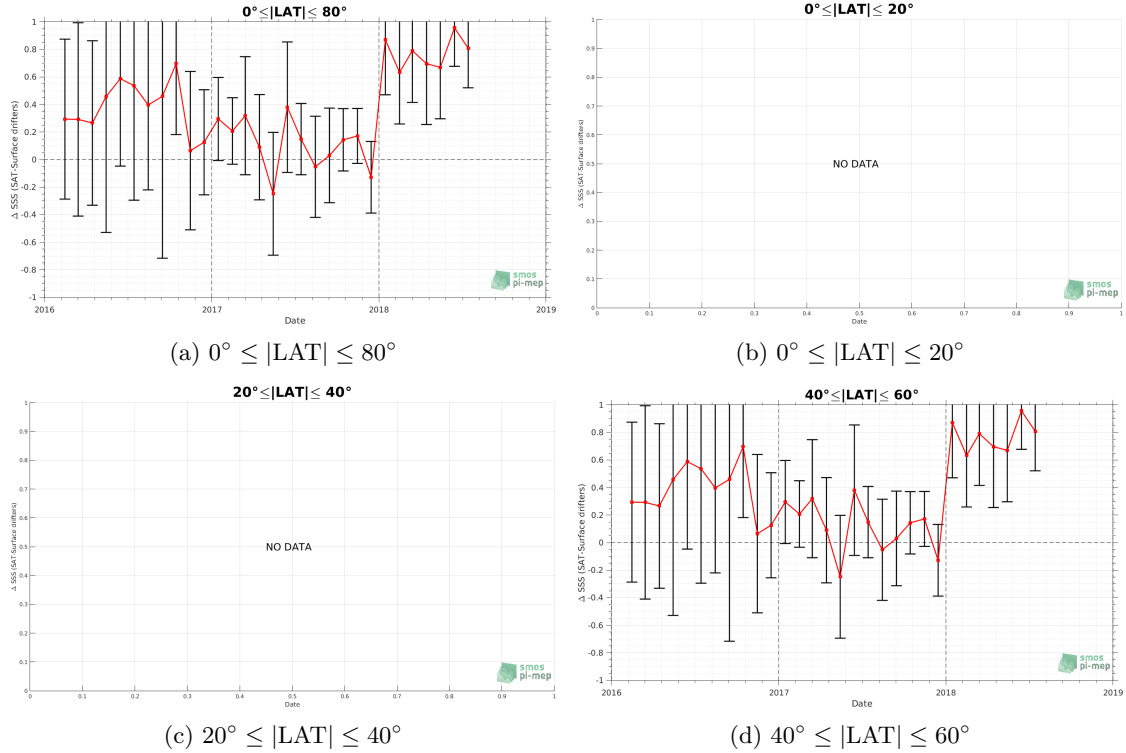 0°≤|LAT|≤ 80°
1
0.8
0.6
0.4
0.2
0
-0.2
-0.4
-0.6
-0.8
-1
Δ SSS (SAT-Surface drifters)
2016
2017
2018
2019
Date
smos
pi-mep
(a) 0° ≤ |LAT| ≤ 80°
0°≤|LAT|≤ 20°
1
0.9
0.8
0.7
0.6
0.5
0.4
0.3
0.2
0.1
0
Δ SSS (SAT-Surface drifters)
NO DATA
0
0.1
0.2
0.3
0.4
0.5
0.6
0.7
0.8
0.9
1
Date
smos
pi-mep
(b) 0° ≤ |LAT| ≤ 20°
20°≤|LAT|≤ 40°
1
0.9
0.8
0.7
0.6
0.5
0.4
0.3
0.2
0.1
0
Δ SSS (SAT-Surface drifters)
NO DATA
0
0.1
0.2
0.3
0.4
0.5
0.6
0.7
0.8
0.9
1
Date
smos
pi-mep
(c) 20° ≤ |LAT| ≤ 40°
40°≤|LAT|≤ 60°
1
0.8
0.6
0.4
0.2
0
-0.2
-0.4
-0.6
-0.8
-1
Δ SSS (SAT-Surface drifters)
2016
2017
2018
2019
Date
smos
pi-mep
(d) 40° ≤ |LAT| ≤ 60°